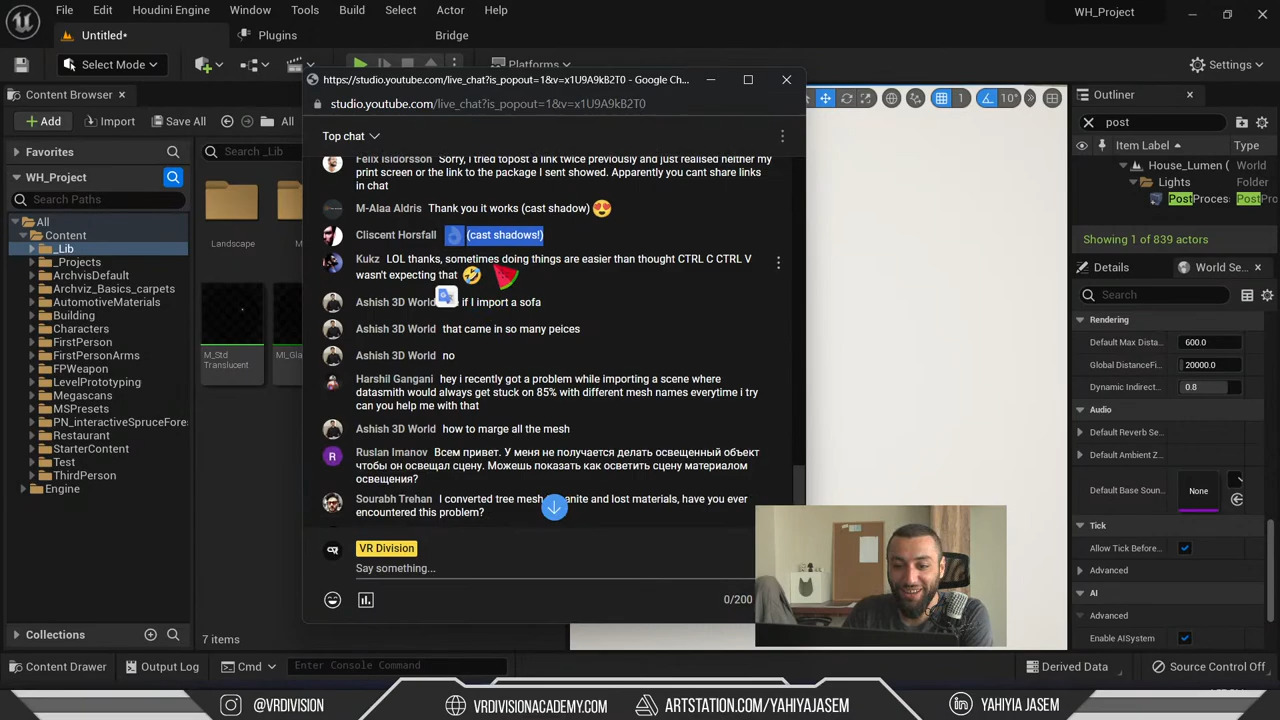 File Edit Houdini Engine Window Tools Build Select Actor Help
WH_Project
Untitled*
Plugins
Bridge
Select Mode
Platforms
Settings
https://studio.youtube.com/live_chat?is_popout=1&v=x1U9A9kB2T0 - Google Ch...
studio.youtube.com/live_chat?is_popout=1&v=x1U9A9kB2T0
Content Browser
Add
Import
Save All
All
Favorites
Search _Lib
WH_Project
Search Paths
All
Content
_Lib
_Projects
ArchvizDefault
Archviz_Basics_carpets
AutomotiveMaterials
Building
Characters
FirstPerson
FirstPersonArms
FPWeapon
LevelPrototyping
Megascans
MSPresets
PN_interactiveSpruceFores
Restaurant
StarterContent
Test
ThirdPerson
Engine
Collections
Landscape
M_Std
Translucent
MI_Gla
7 items
Top chat
Felix Isidorsson Sorry, I tried topost a link twice previously and just realised neither my
print screen or the link to the package I sent showed. Apparently you cant share links
in chat
M-Alaa Aldris Thank you it works (cast shadow) 😍
Cliscent Horsfall 👌 (cast shadows!)
Kukz LOL thanks, sometimes doing things are easier than thought CTRL C CTRL V
wasn't expecting that 🤣 🍉
Ashish 3D World if I import a sofa
Ashish 3D World that came in so many peices
Ashish 3D World no
Harshil Gangani hey i recently got a problem while importing a scene where
datasmith would always get stuck on 85% with different mesh names everytime i try
can you help me with that
Ashish 3D World how to marge all the mesh
R
Ruslan Imanov Всем привет. У меня не получается делать освещенный объект
чтобы он освещал сцену. Можешь показать как осветить сцену материалом
освещения?
Sourabh Trehan I converted tree mesh nanite and lost materials, have you ever
encountered this problem?
VR Division
Say something...
0/200
1
10°
Outliner
post
Item Label
Type
House_Lumen (
World
Lights
Folder
PostProces
PostPr
Showing 1 of 839 actors
Details
World Se...
Search
Rendering
Default Max Dista...
600.0
Global DistanceFi...
20000.0
Dynamic Indirect...
0.8
Audio
Default Reverb Se...
Default Ambient Z...
Default Base Soun...
None
Tick
Allow Tick Before...
Advanced
AI
Advanced
Enable AISystem
Content Drawer
Output Log
Cmd
Enter Console Command
Derived Data
Source Control Off
@VRDIVISION
VRDIVISIONACADEMY.COM
ARTSTATION.COM/YAHIYAJASEM
YAHIYIA JASEM